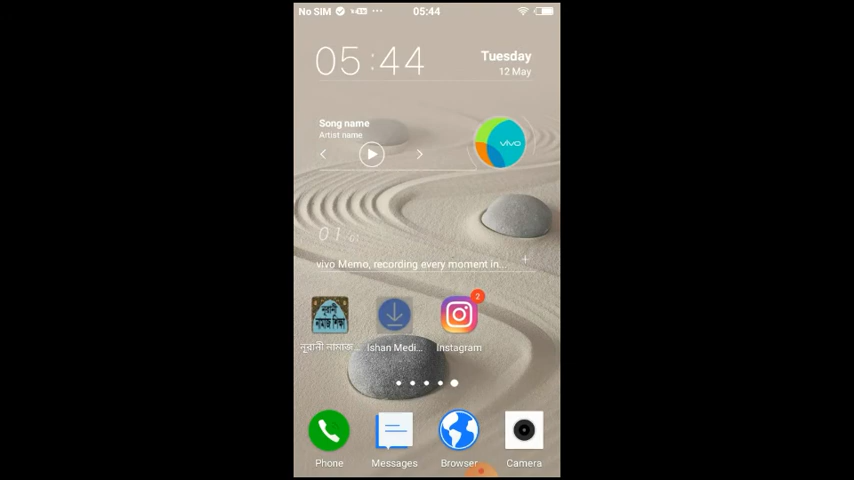 No SIM 05:44
05 :44
Tuesday
12 May
Song name
Artist name
vivo
01
vivo Memo, recording every moment in...
2
নূরানী নামাজ শিক্ষা
নূরানী নামাজ...
Ishan Medi...
Instagram
Phone
Messages
Browser
Camera